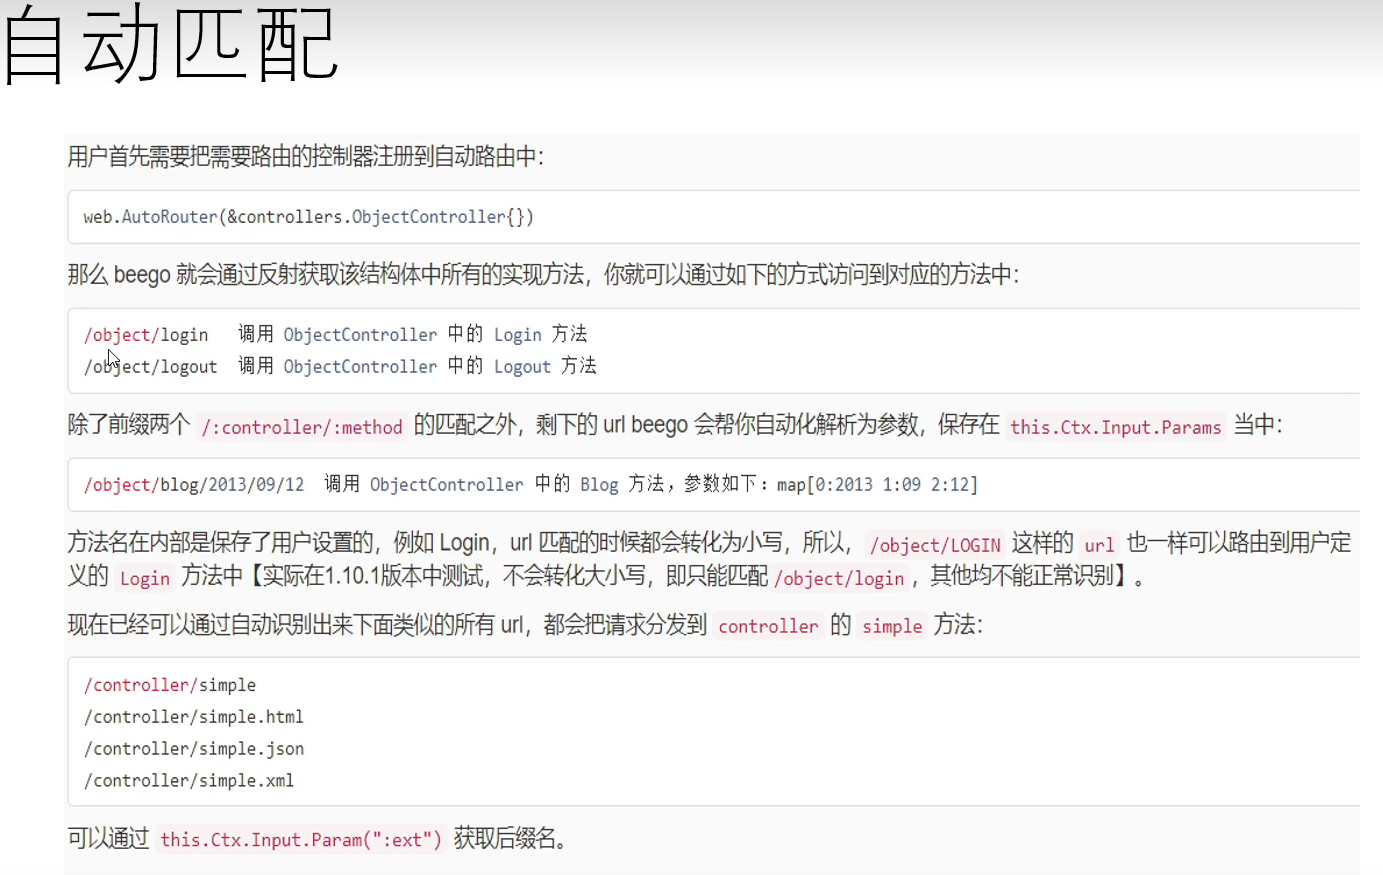 自动匹配
用户首先需要把需要路由的控制器注册到自动路由中：
web.AutoRouter(&controllers.ObjectController{})
那么 beego 就会通过反射获取该结构体中所有的实现方法，你就可以通过如下的方式访问到对应的方法中：
/object/login 调用 ObjectController 中的 Login 方法
/object/logout 调用 ObjectController 中的 Logout 方法
除了前缀两个 /:controller/:method 的匹配之外，剩下的 url beego 会帮你自动化解析为参数，保存在 this.Ctx.Input.Params 当中：
/object/blog/2013/09/12 调用 ObjectController 中的 Blog 方法，参数如下：map[0:2013 1:09 2:12]
方法名在内部是保存了用户设置的，例如 Login，url 匹配的时候都会转化为小写，所以， /object/LOGIN 这样的 url 也一样可以路由到用户定
义的 Login 方法中【实际在1.10.1版本中测试，不会转化大小写，即只能匹配 /object/login ，其他均不能正常识别】。
现在已经可以通过自动识别出来下面类似的所有 url，都会把请求分发到 controller 的 simple 方法：
/controller/simple
/controller/simple.html
/controller/simple.json
/controller/simple.xml
可以通过 this.Ctx.Input.Param(":ext") 获取后缀名。